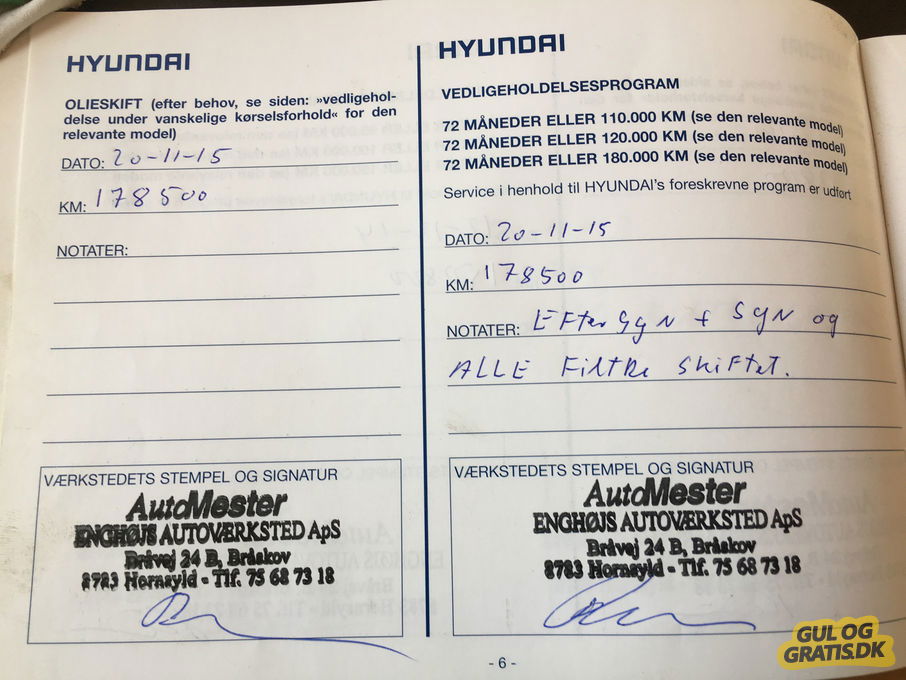 HYUNDAI
OLIESKIFT (efter behov, se siden: »vedligehol-
delse under vanskelige kørselsforhold« for den
relevante model)
DATO: 20-11-15
KM: 178500
NOTATER:
VÆRKSTEDETS STEMPEL OG SIGNATUR
AutoMester
ENGHØJS AUTOVÆRKSTED ApS
Bråvej 24 B, Bråskov
8783 Hornsyld - Tlf. 75 68 73 18
HYUNDAI
VEDLIGEHOLDELSESPROGRAM
72 MÅNEDER ELLER 110.000 KM (se den relevante model)
72 MÅNEDER ELLER 120.000 KM (se den relevante model)
72 MÅNEDER ELLER 180.000 KM (se den relevante model)
Service i henhold til HYUNDAI's foreskrevne program er udført
DATO: 20-11-15
KM: 178500
NOTATER: EFTERSYN + SYN og
ALLE FILTRE SKIFTET.
VÆRKSTEDETS STEMPEL OG SIGNATUR
AutoMester
ENGHØJS AUTOVÆRKSTED ApS
Bråvej 24 B, Bråskov
8783 Hornsyld - Tlf. 75 68 73 18
- 6 -
GUL OG
GRATIS.DK